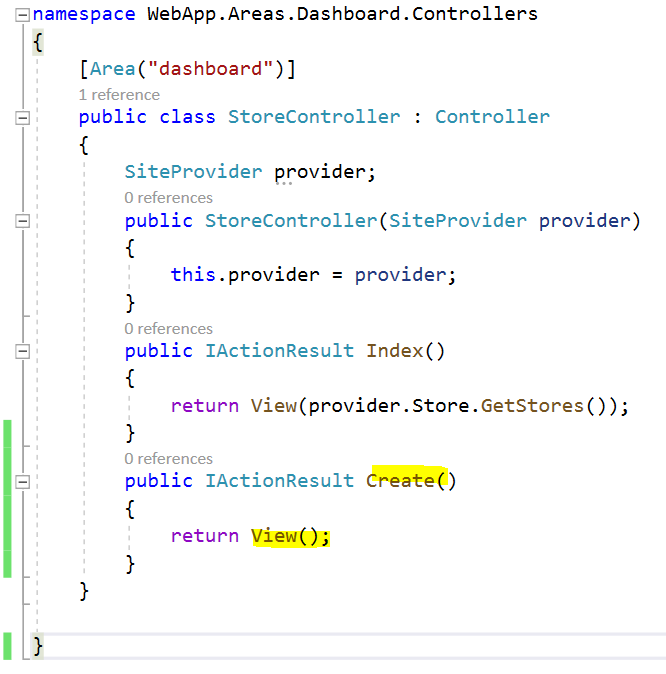 namespace WebApp.Areas.Dashboard.Controllers
{
[Area("dashboard")]
1 reference
public class StoreController : Controller
{
SiteProvider provider;
0 references
public StoreController(SiteProvider provider)
{
this.provider = provider;
}
0 references
public IActionResult Index()
{
return View(provider.Store.GetStores());
}
0 references
public IActionResult Create()
{
return View();
}
}
}